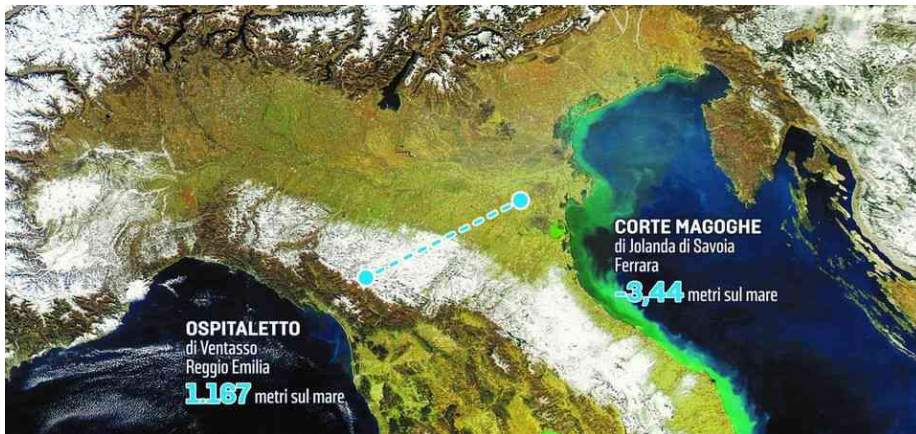 CORTE MAGOGHE
di Jolanda di Savoia
Ferrara
-3,44 metri sul mare
OSPITALETTO
di Ventasso
Reggio Emilia
1.167 metri sul mare